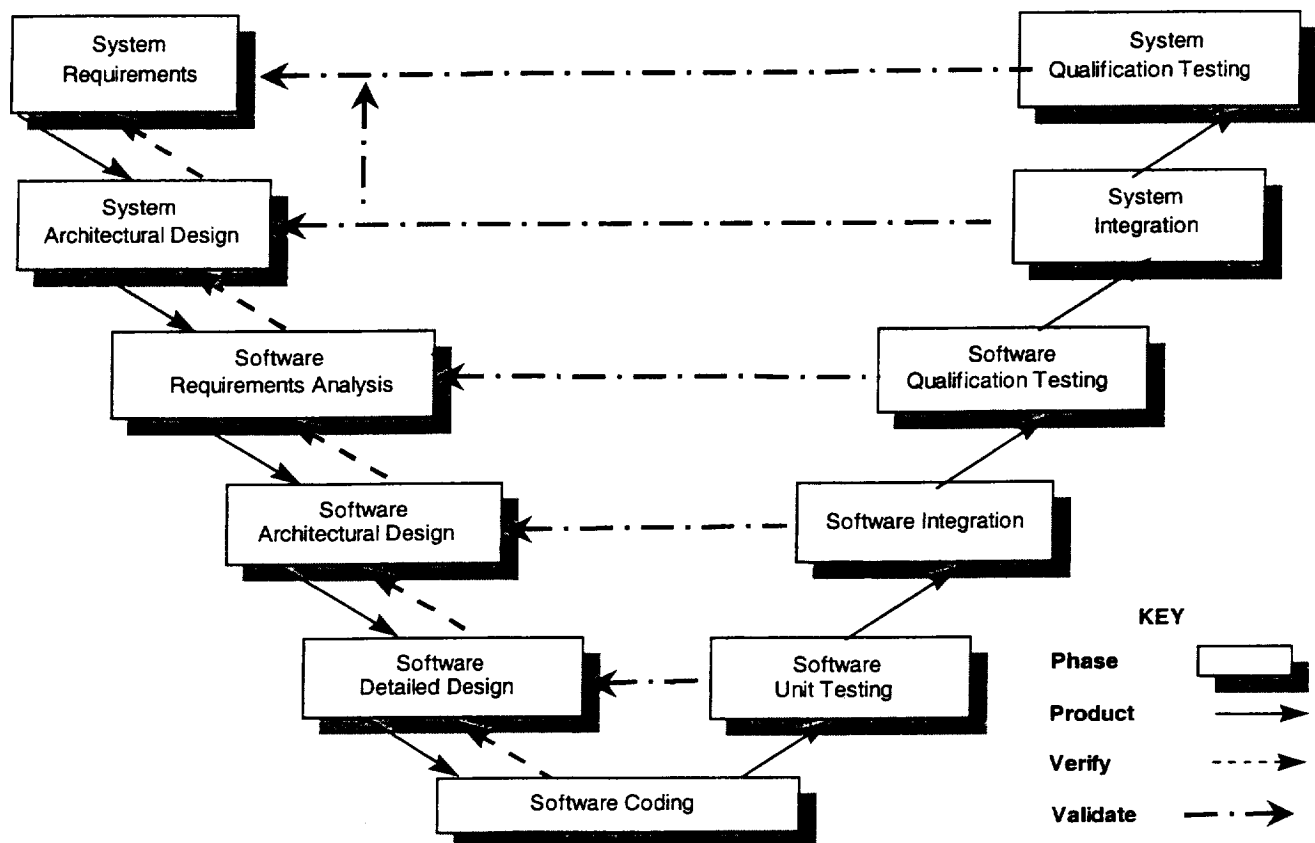 System
Requirements
System
Qualification Testing
System
Architectural Design
System
Integration
Software
Requirements Analysis
Software
Qualification Testing
Software
Architectural Design
Software Integration
Software
Detailed Design
Software
Unit Testing
Software Coding
KEY
Phase
Product
Verify
Validate